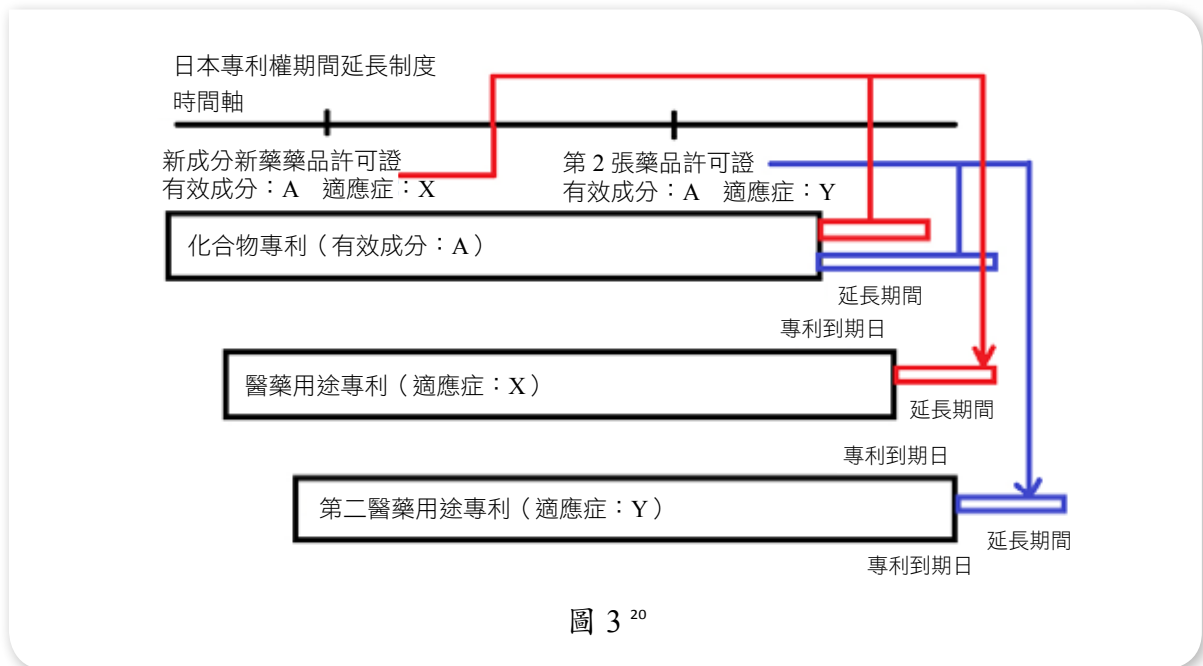 日本專利權期間延長制度
時間軸
新成分新藥藥品許可證
有效成分：A 適應症：X
第 2 張藥品許可證
有效成分：A 適應症：Y
化合物專利（有效成分：A）
延長期間
專利到期日
醫藥用途專利（適應症：X）
延長期間
專利到期日
第二醫藥用途專利（適應症：Y）
延長期間
專利到期日
圖 3 20